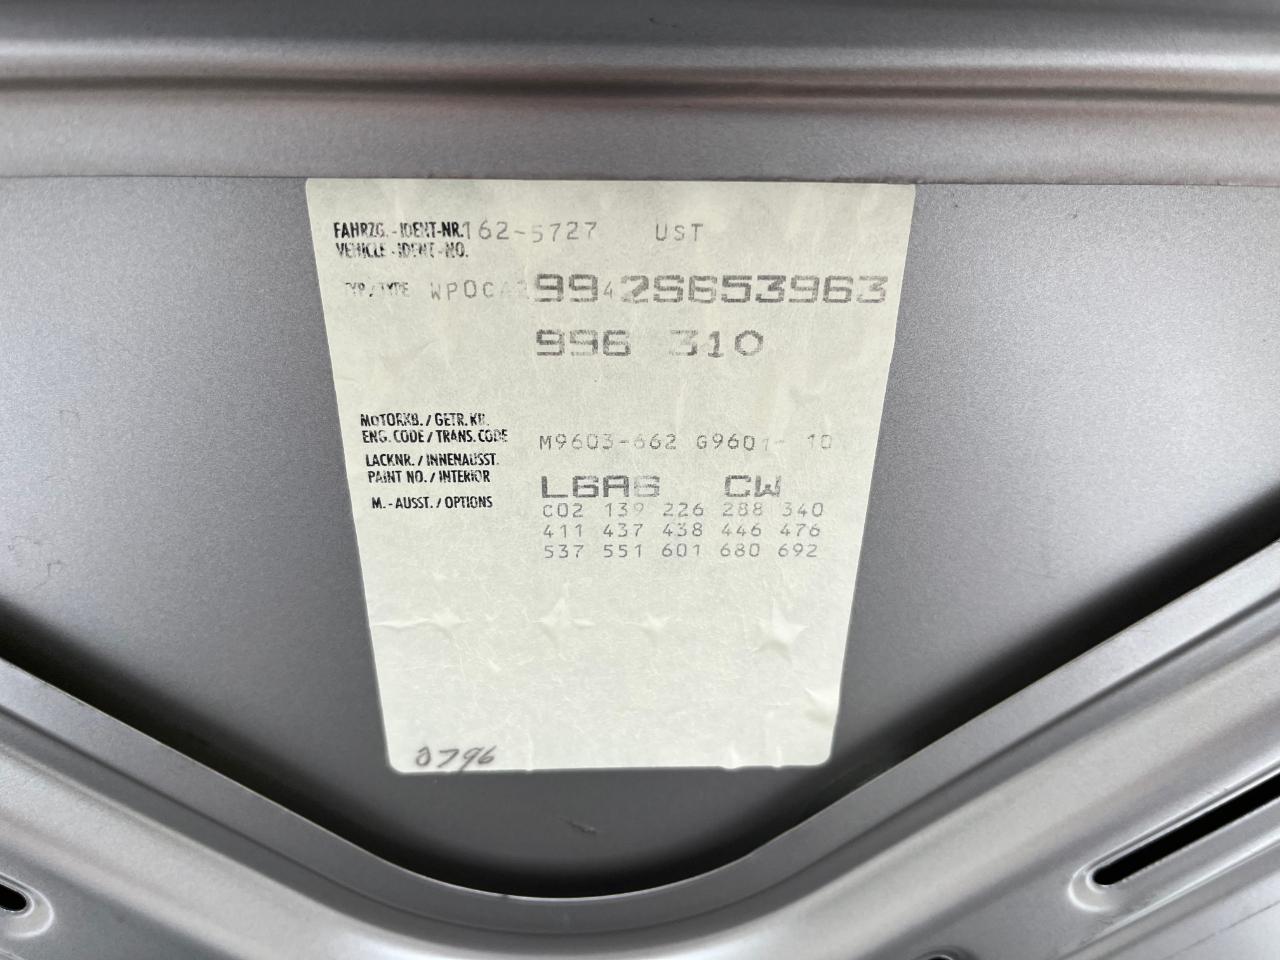 FAHRZG.-IDENT-NR. 162-5727 UST
VEHICLE-IDENT-NO.
TYP/TYPE WP0CA29942S653963
996 310
MOTORKB./GETR.KB.
ENG.CODE/TRANS.CODE M9603-662 G9601- 10
LACKNR./INNENAUSST.
PAINT NO./INTERIOR L6A6 CW
M.-AUSST./OPTIONS C02 139 226 288 340
411 437 438 446 476
537 551 601 680 692
0796